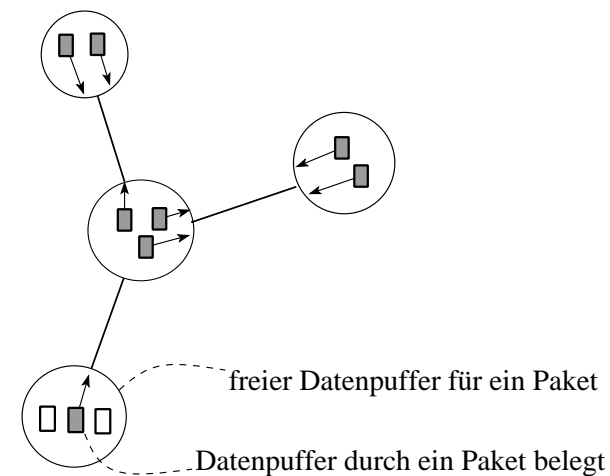 freier Datenpuffer für ein Paket
Datenpuffer durch ein Paket belegt